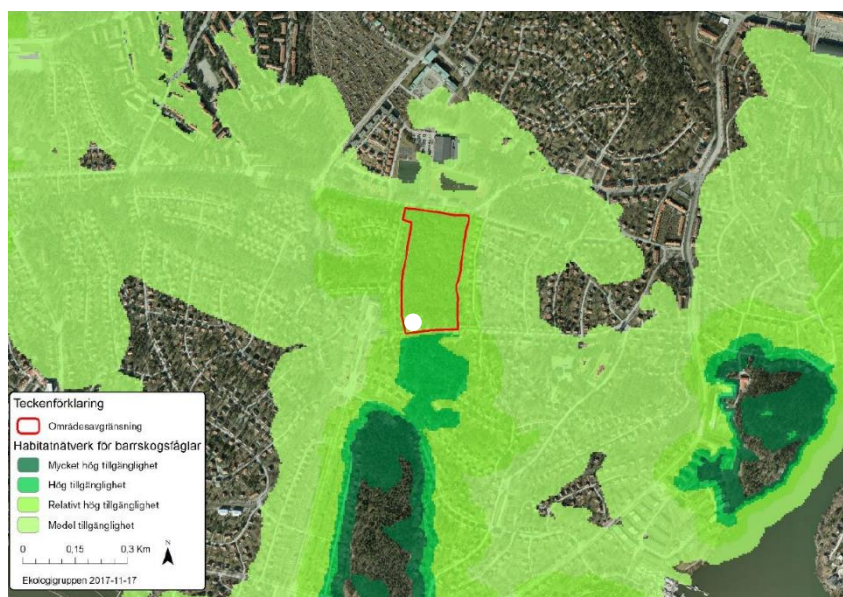 Teckenförklaring
Områdesavgränsning
Habitatnätverk för barrskogsfåglar
Mycket hög tillgänglighet
Hög tillgänglighet
Relativt hög tillgänglighet
Medel tillgänglighet
N
0 0,15 0,3 Km
Ekologigruppen 2017-11-17